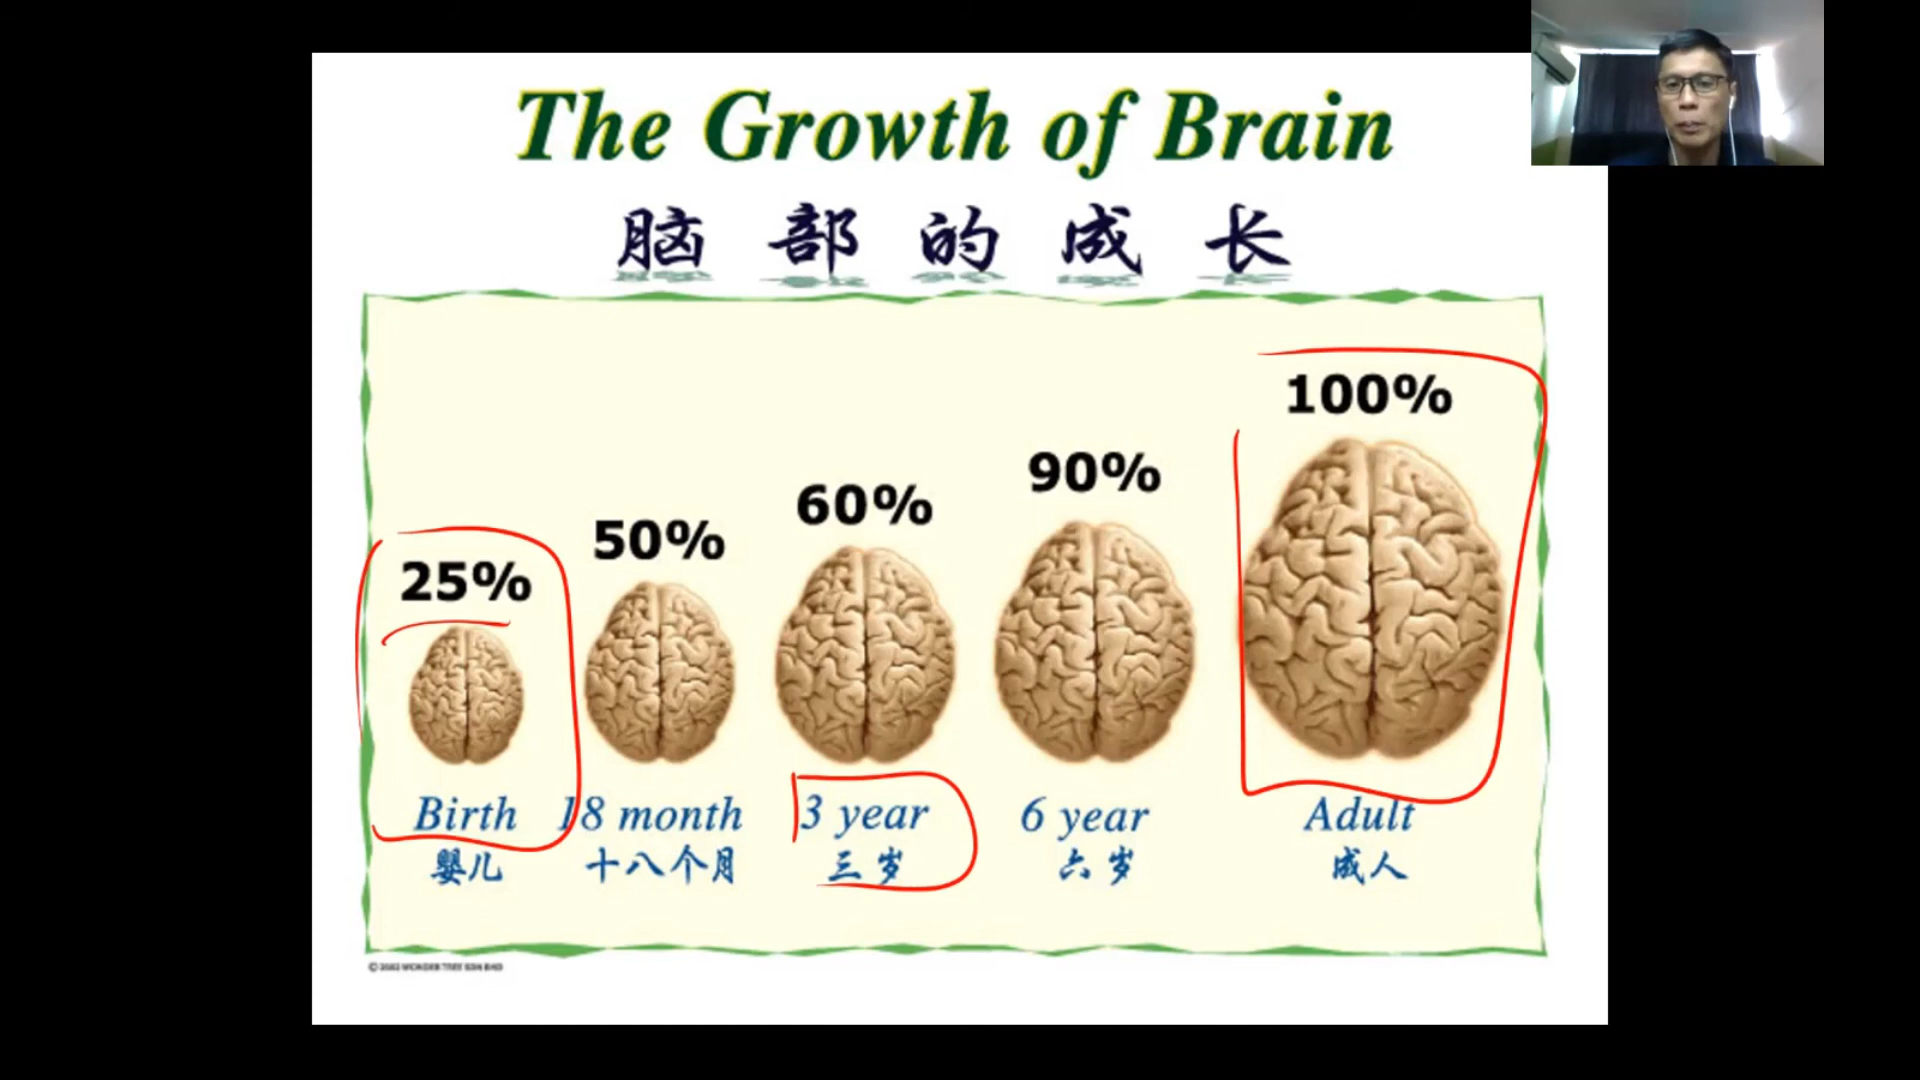 The Growth of Brain
脑部的成长
100%
90%
60%
50%
25%
Birth 18 month 3 year 6 year Adult
婴儿 十八个月 三岁 六岁 成人
© 2002 WONDER TREE SDN BHD